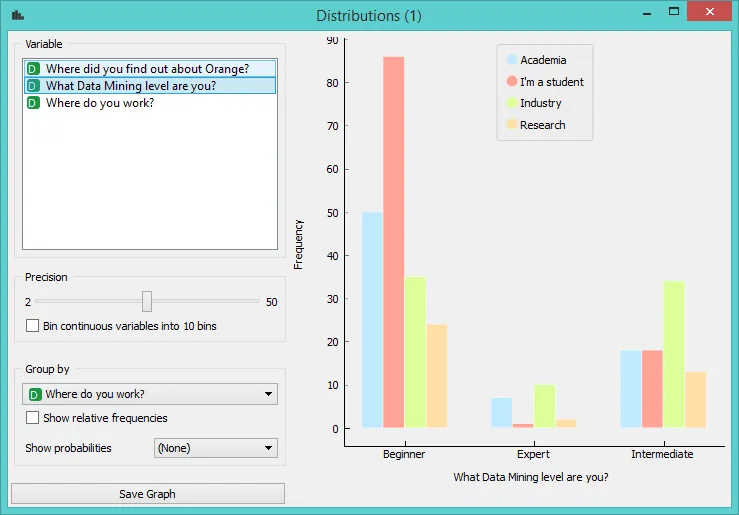 Distributions (1)
Variable
D Where did you find out about Orange?
D What Data Mining level are you?
D Where do you work?
Precision
2 50
Bin continuous variables into 10 bins
Group by
D Where do you work?
Show relative frequencies
Show probabilities (None)
Save Graph
90
80
70
60
50
40
30
20
10
0
Frequency
Academia
I'm a student
Industry
Research
Beginner Expert Intermediate
What Data Mining level are you?